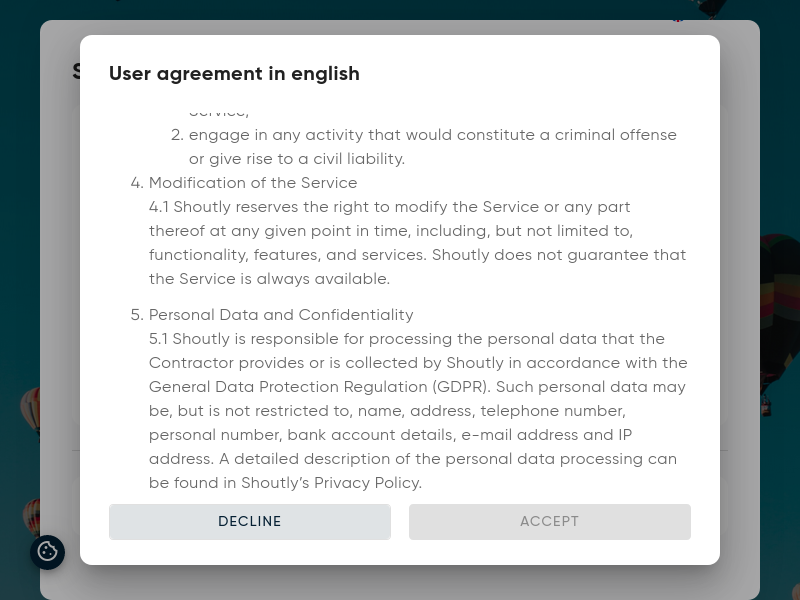 User agreement in english
Service;
2. engage in any activity that would constitute a criminal offense
or give rise to a civil liability.
4. Modification of the Service
4.1 Shoutly reserves the right to modify the Service or any part
thereof at any given point in time, including, but not limited to,
functionality, features, and services. Shoutly does not guarantee that
the Service is always available.
5. Personal Data and Confidentiality
5.1 Shoutly is responsible for processing the personal data that the
Contractor provides or is collected by Shoutly in accordance with the
General Data Protection Regulation (GDPR). Such personal data may
be, but is not restricted to, name, address, telephone number,
personal number, bank account details, e-mail address and IP
address. A detailed description of the personal data processing can
be found in Shoutly’s Privacy Policy.
DECLINE
ACCEPT